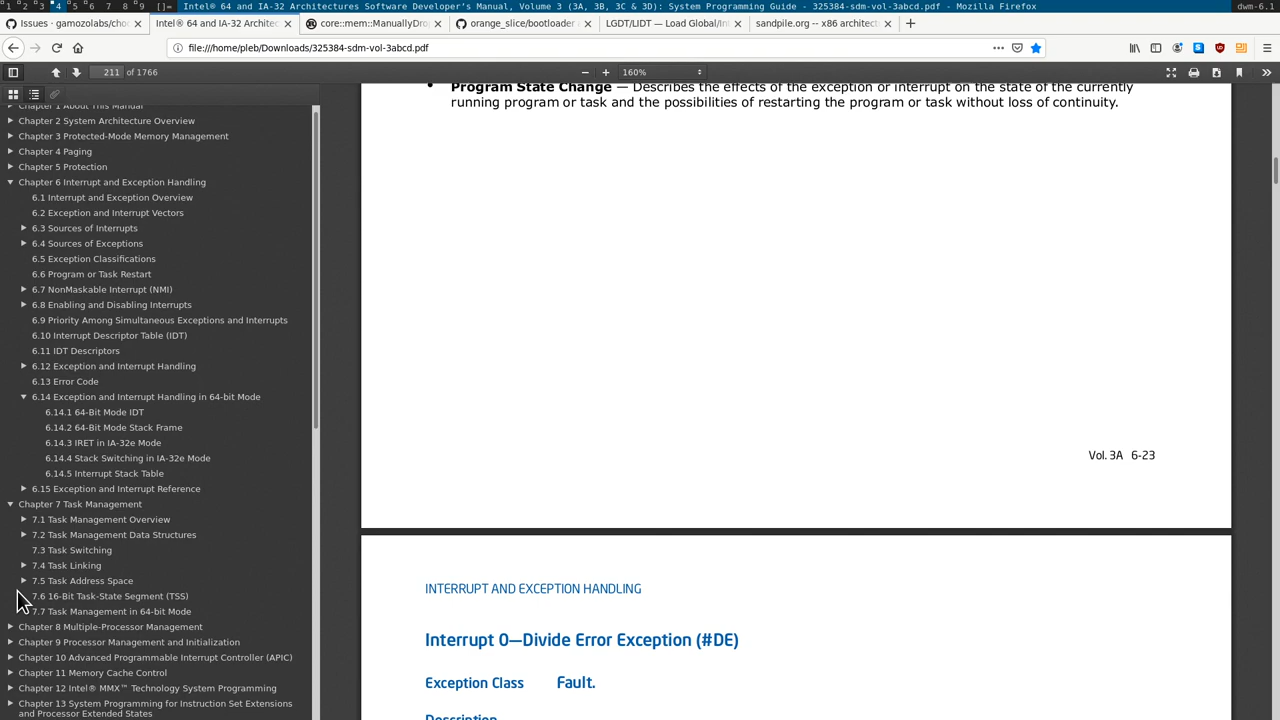 1 2 3 4 5 6 7 8 9 []= Intel® 64 and IA-32 Architectures Software Developer's Manual, Volume 3 (3A, 3B, 3C & 3D): System Programming Guide - 325384-sdm-vol-3abcd.pdf - Mozilla Firefox dwm-6.1
Issues · gamozolabs/cho Intel® 64 and IA-32 Architec core::mem::ManuallyDro orange_slice/bootloader LGDT/LIDT — Load Global/In sandpile.org -- x86 architect
file:///home/pleb/Downloads/325384-sdm-vol-3abcd.pdf
211 of 1766 160%
Chapter 1 About This Manual
Chapter 2 System Architecture Overview
Chapter 3 Protected-Mode Memory Management
Chapter 4 Paging
Chapter 5 Protection
Chapter 6 Interrupt and Exception Handling
6.1 Interrupt and Exception Overview
6.2 Exception and Interrupt Vectors
6.3 Sources of Interrupts
6.4 Sources of Exceptions
6.5 Exception Classifications
6.6 Program or Task Restart
6.7 NonMaskable Interrupt (NMI)
6.8 Enabling and Disabling Interrupts
6.9 Priority Among Simultaneous Exceptions and Interrupts
6.10 Interrupt Descriptor Table (IDT)
6.11 IDT Descriptors
6.12 Exception and Interrupt Handling
6.13 Error Code
6.14 Exception and Interrupt Handling in 64-bit Mode
6.14.1 64-Bit Mode IDT
6.14.2 64-Bit Mode Stack Frame
6.14.3 IRET in IA-32e Mode
6.14.4 Stack Switching in IA-32e Mode
6.14.5 Interrupt Stack Table
6.15 Exception and Interrupt Reference
Chapter 7 Task Management
7.1 Task Management Overview
7.2 Task Management Data Structures
7.3 Task Switching
7.4 Task Linking
7.5 Task Address Space
7.6 16-Bit Task-State Segment (TSS)
7.7 Task Management in 64-bit Mode
Chapter 8 Multiple-Processor Management
Chapter 9 Processor Management and Initialization
Chapter 10 Advanced Programmable Interrupt Controller (APIC)
Chapter 11 Memory Cache Control
Chapter 12 Intel® MMX™ Technology System Programming
Chapter 13 System Programming for Instruction Set Extensions
and Processor Extended States
• Program State Change — Describes the effects of the exception or interrupt on the state of the currently
running program or task and the possibilities of restarting the program or task without loss of continuity.
Vol. 3A 6-23
INTERRUPT AND EXCEPTION HANDLING
Interrupt 0—Divide Error Exception (#DE)
Exception Class Fault.
Description